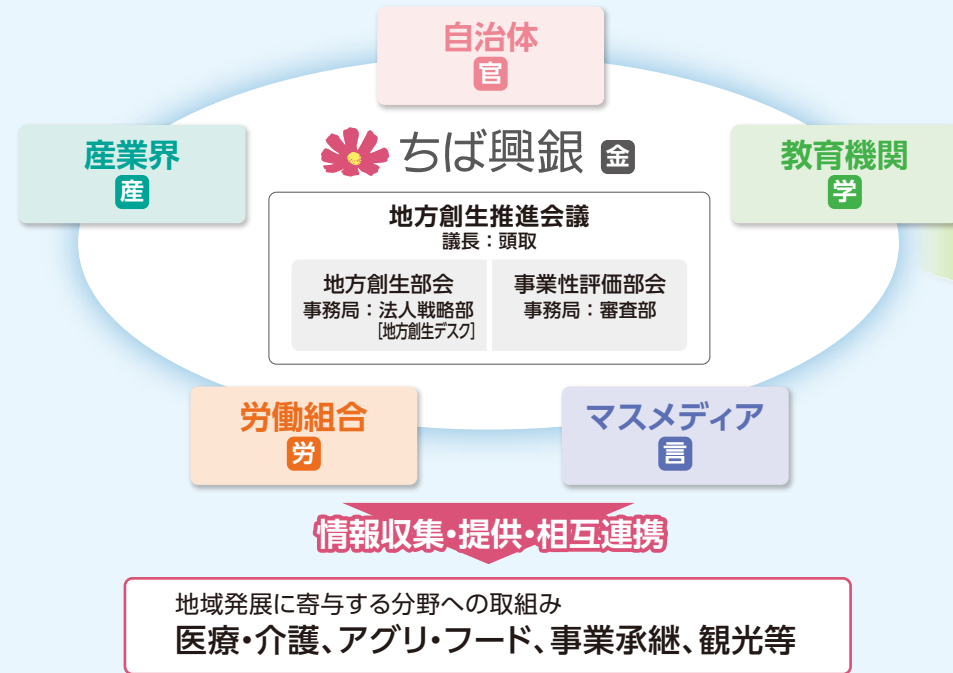 自治体
官
産業界
産
ちば興銀 金
教育機関
学
地方創生推進会議
議長：頭取
地方創生部会
事務局：法人戦略部
[地方創生デスク]
事業性評価部会
事務局：審査部
労働組合
労
マスメディア
言
情報収集・提供・相互連携
地域発展に寄与する分野への取組み
医療・介護、アグリ・フード、事業承継、観光等